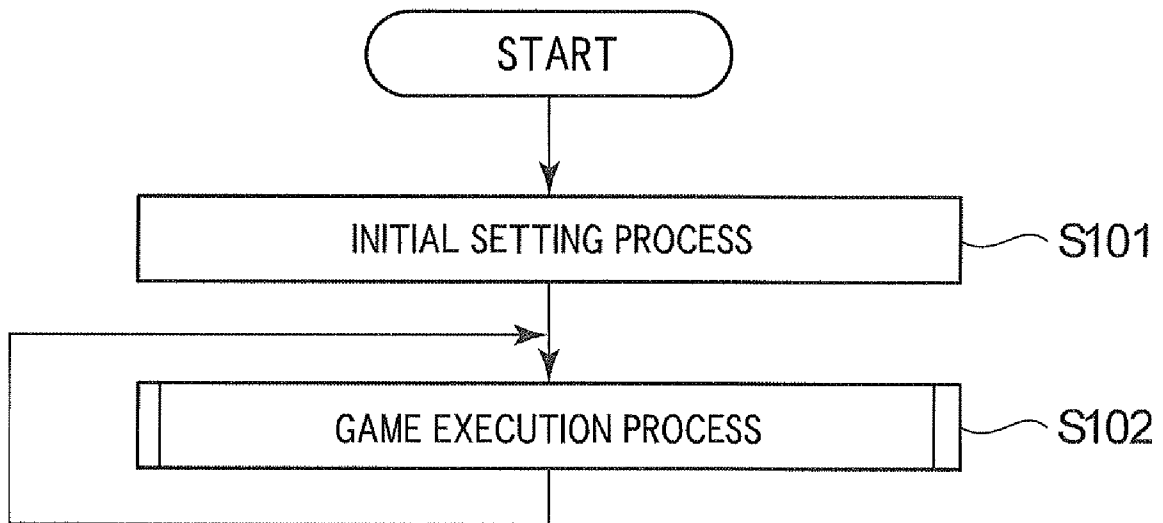 START
INITIAL SETTING PROCESS
S101
GAME EXECUTION PROCESS
S102